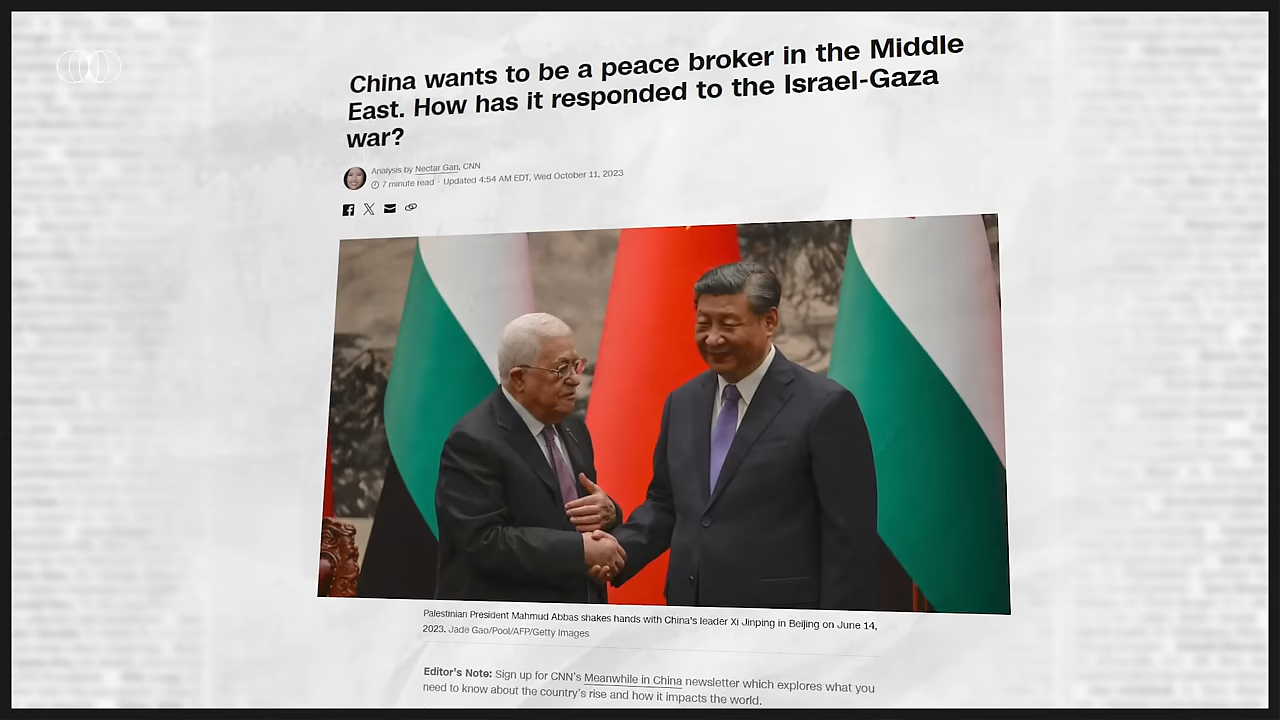 China wants to be a peace broker in the Middle
East. How has it responded to the Israel-Gaza
war?
Analysis by Nectar Gan, CNN
7 minute read · Updated 4:54 AM EDT, Wed October 11, 2023
Palestinian President Mahmud Abbas shakes hands with China's leader Xi Jinping in Beijing on June 14,
2023. Jade Gao/Pool/AFP/Getty Images
Editor's Note: Sign up for CNN's Meanwhile in China newsletter which explores what you
need to know about the country's rise and how it impacts the world.